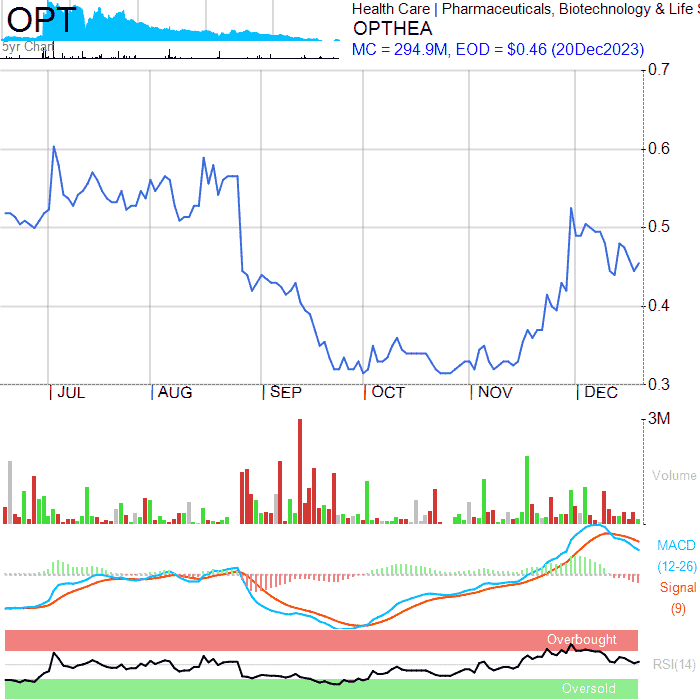 OPT
5yr Chart
Health Care | Pharmaceuticals, Biotechnology & Life S
OPTHEA
MC = 294.9M, EOD = $0.46 (20Dec2023)
0.7
0.6
0.5
0.4
0.3
JUL AUG SEP OCT NOV DEC
3M
Volume
MACD
(12-26)
Signal
(9)
Overbought
RSI(14)
Oversold